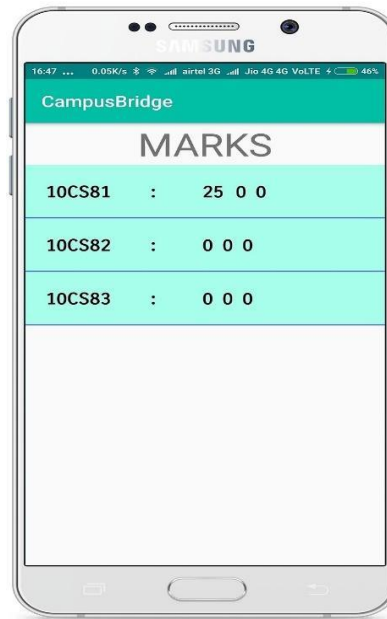 SAMSUNG
16:47 ... 0.05K/s airtel 3G Jio 4G 4G VoLTE 46%
CampusBridge
MARKS
10CS81 : 25 0 0
10CS82 : 0 0 0
10CS83 : 0 0 0